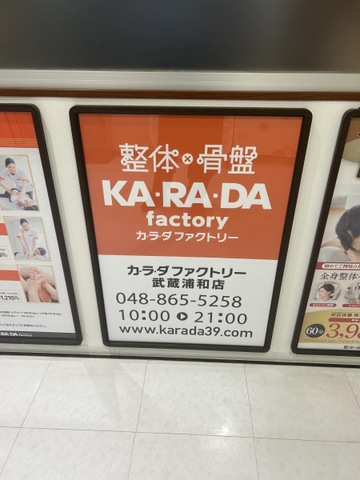 整体×骨盤
KA・RA・DA
factory
カ・ラ・ダ ファクトリー
カ・ラ・ダ ファクトリー
武蔵浦和店
048-865-5258
10:00 ▶ 21:00
www.karada39.com
全身整体
60分